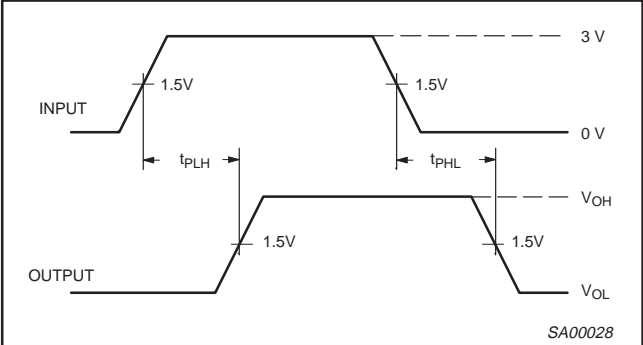 3 V
1.5V
1.5V
INPUT
0 V
tPLH
tPHL
VOH
1.5V
1.5V
OUTPUT
VOL
SA00028